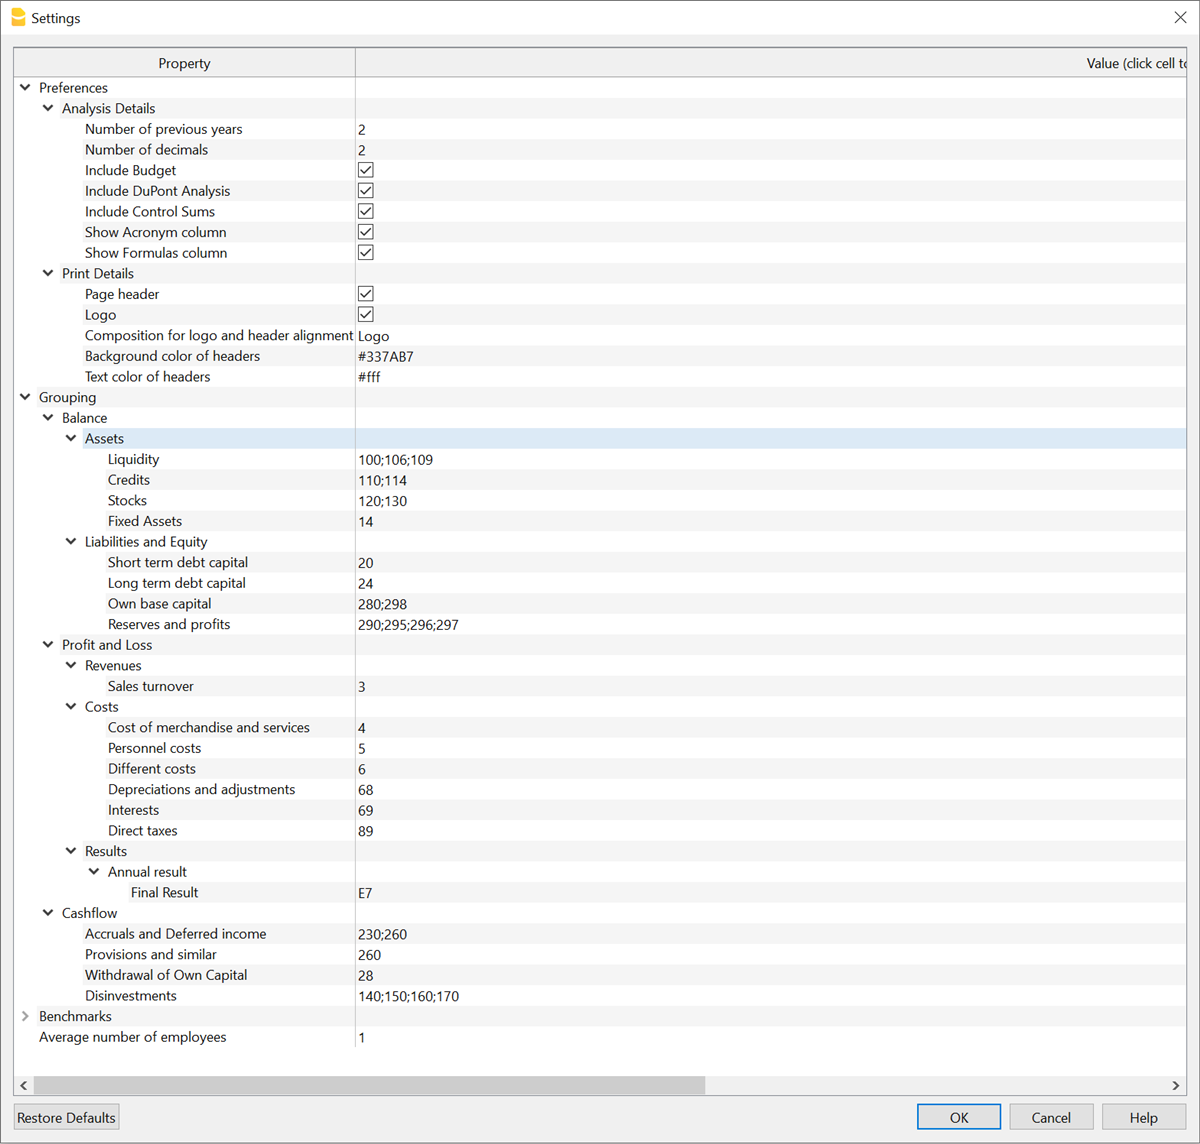 Settings
Property Value (click cell to
Preferences
Analysis Details
Number of previous years 2
Number of decimals 2
Include Budget
Include DuPont Analysis
Include Control Sums
Show Acronym column
Show Formulas column
Print Details
Page header
Logo
Composition for logo and header alignment Logo
Background color of headers #337AB7
Text color of headers #fff
Grouping
Balance
Assets
Liquidity 100;106;109
Credits 110;114
Stocks 120;130
Fixed Assets 14
Liabilities and Equity
Short term debt capital 20
Long term debt capital 24
Own base capital 280;298
Reserves and profits 290;295;296;297
Profit and Loss
Revenues
Sales turnover 3
Costs
Cost of merchandise and services 4
Personnel costs 5
Different costs 6
Depreciations and adjustments 68
Interests 69
Direct taxes 89
Results
Annual result
Final Result E7
Cashflow
Accruals and Deferred income 230;260
Provisions and similar 260
Withdrawal of Own Capital 28
Disinvestments 140;150;160;170
Benchmarks
Average number of employees 1
Restore Defaults OK Cancel Help